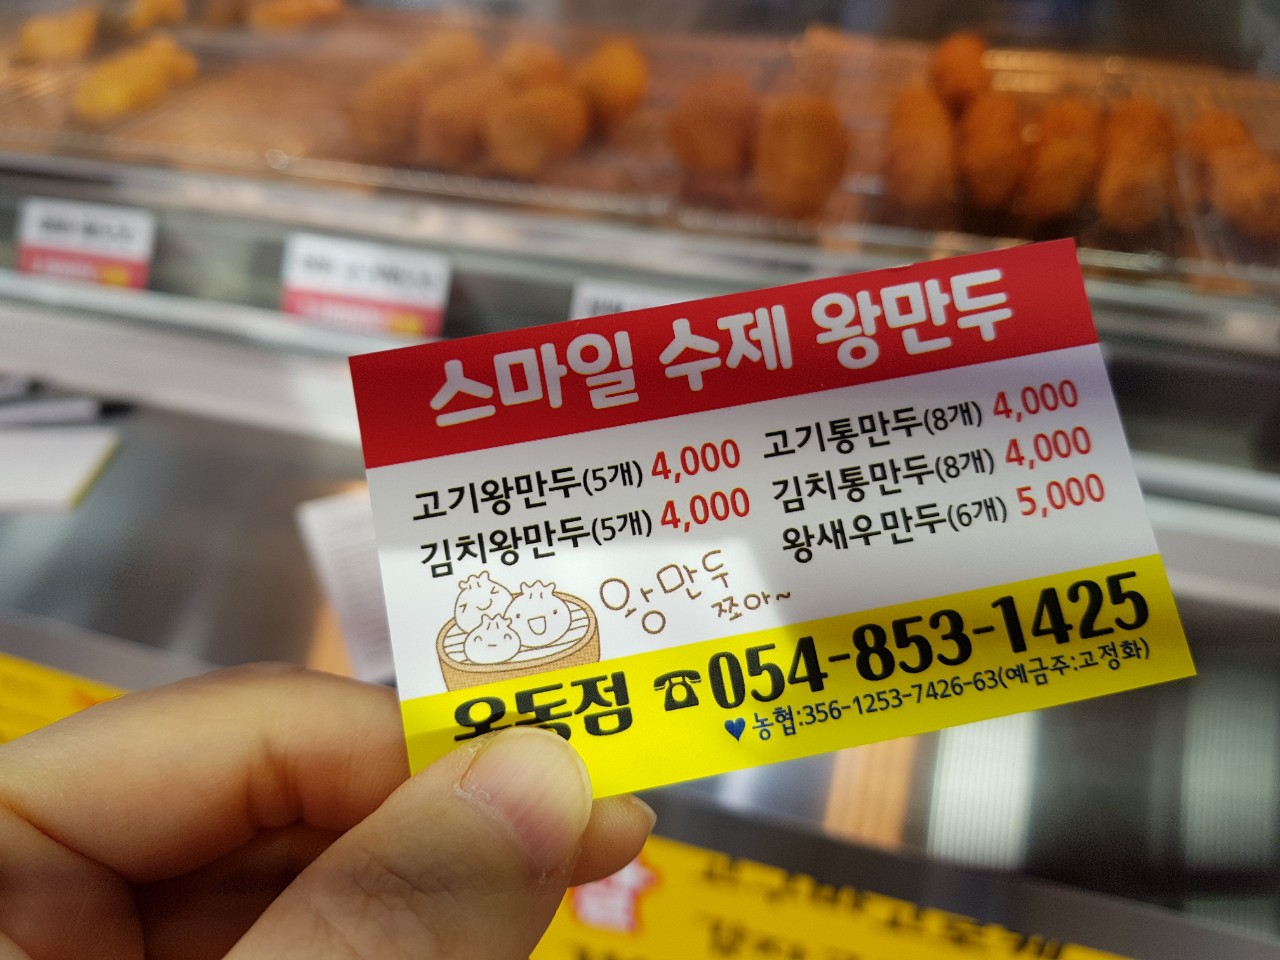 스마일 수제 왕만두
고기왕만두(5개) 4,000
김치왕만두(5개) 4,000
고기통만두(8개) 4,000
김치통만두(8개) 4,000
왕새우만두(6개) 5,000
왕만두
쪼아~
옥동점 ☎054-853-1425
♥농협:356-1253-7426-63(예금주:고정화)